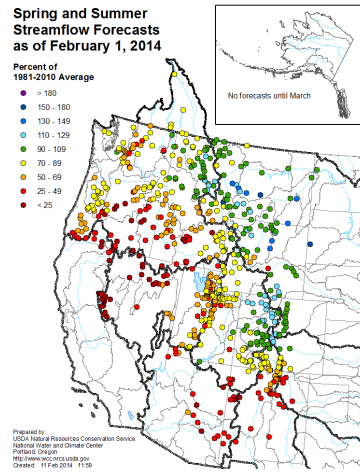 Spring and Summer
Streamflow Forecasts
as of February 1, 2014
Percent of
1981-2010 Average
> 180
150 - 180
130 - 149
110 - 129
90 - 109
70 - 89
50 - 69
25 - 49
< 25
No forecasts until March
Prepared by:
USDA Natural Resources Conservation Service
National Water and Climate Center
Portland, Oregon
http://www.wcc.nrcs.usda.gov
Created: 11 Feb 2014 11:59